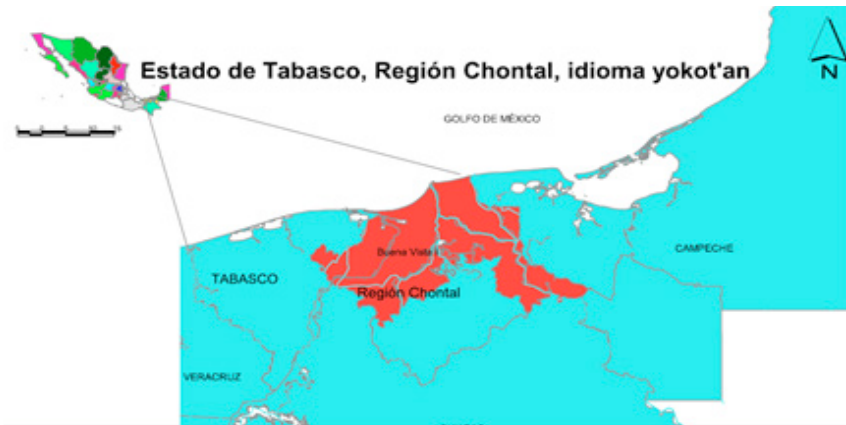 Estado de Tabasco, Región Chontal, idioma yokot'an
N
GOLFO DE MÉXICO
CAMPECHE
Buena Vista
TABASCO
Región Chontal
VERACRUZ